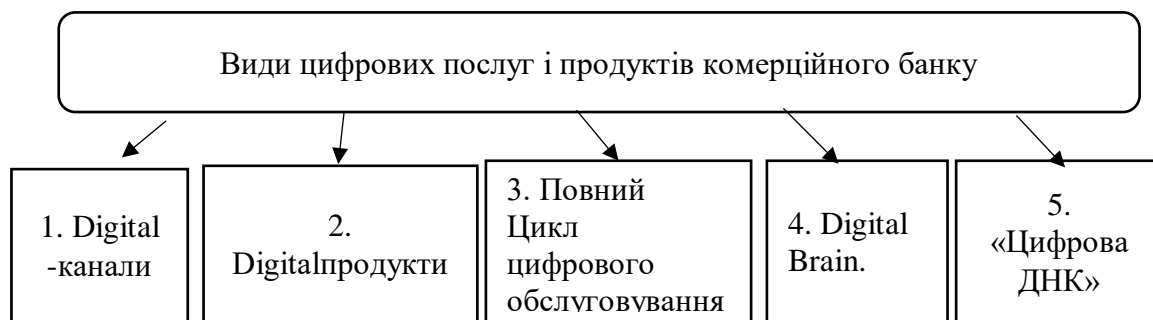 Види цифрових послуг і продуктів комерційного банку
1. Digital
-канали
2.
Digitalпродукти
3. Повний
Цикл
цифрового
обслуговування
4. Digital
Brain.
5.
«Цифрова
ДНК»